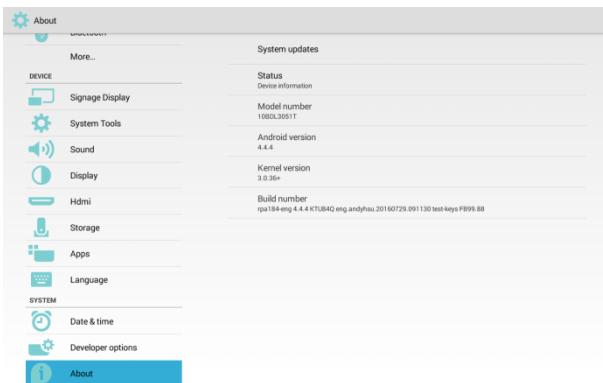 About
Bluetooth
More...
DEVICE
Signage Display
System Tools
Sound
Display
Hdmi
Storage
Apps
Language
SYSTEM
Date & time
Developer options
About
System updates
Status
Device information
Model number
10BDL3051T
Android version
4.4.4
Kernel version
3.0.36+
Build number
rpa184-eng 4.4.4 KTU84Q eng.andyhsu.20160729.091130 test-keys FB99.88